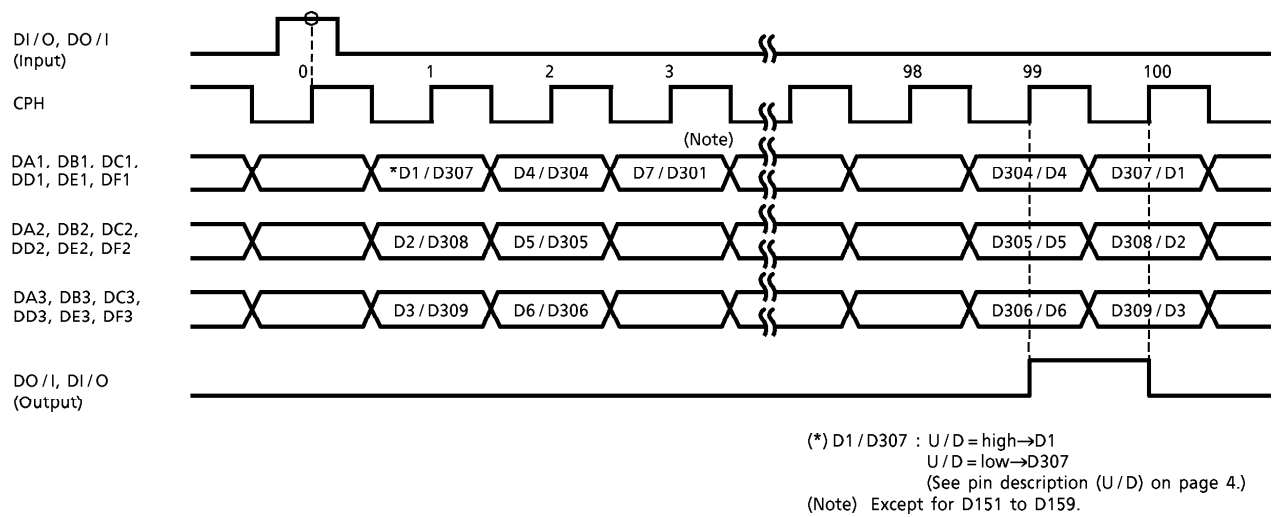 DI/O, DO/I
(Input)
0 1 2 3 98 99 100
CPH
(Note)
DA1, DB1, DC1,
DD1, DE1, DF1
*D1/D307 D4/D304 D7/D301 D304/D4 D307/D1
DA2, DB2, DC2,
DD2, DE2, DF2
D2/D308 D5/D305 D305/D5 D308/D2
DA3, DB3, DC3,
DD3, DE3, DF3
D3/D309 D6/D306 D306/D6 D309/D3
DO/I, DI/O
(Output)
(*) D1/D307 : U/D=high→D1
U/D=low→D307
(See pin description (U/D) on page 4.)
(Note) Except for D151 to D159.